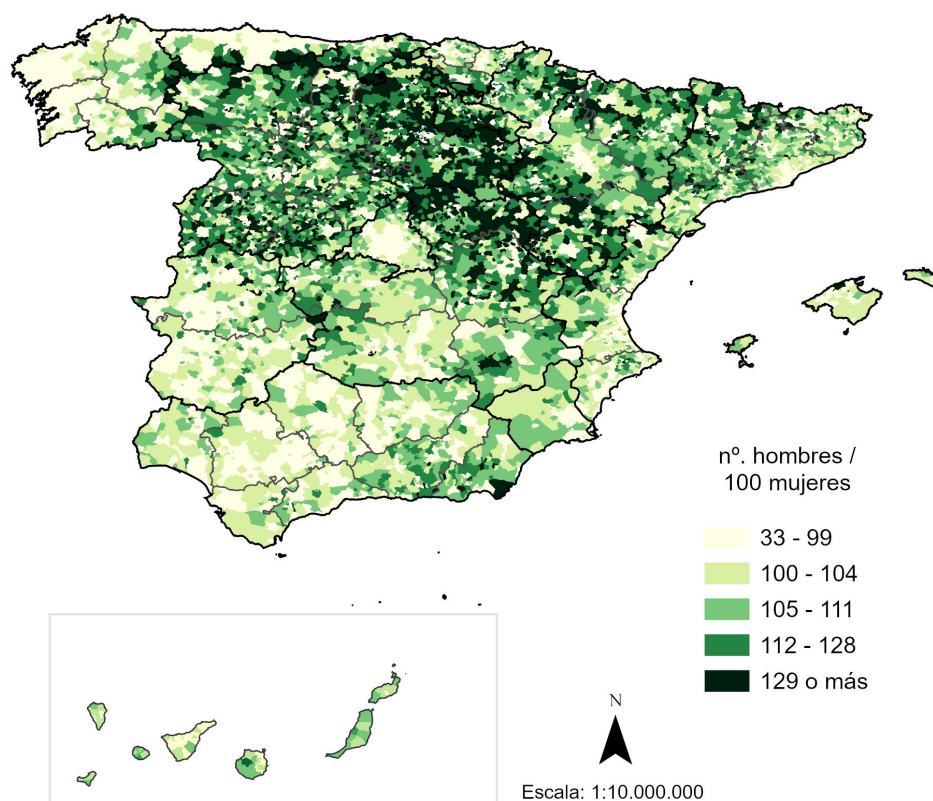 nº. hombres /
100 mujeres
33 - 99
100 - 104
105 - 111
112 - 128
129 o más
N
Escala: 1:10.000.000